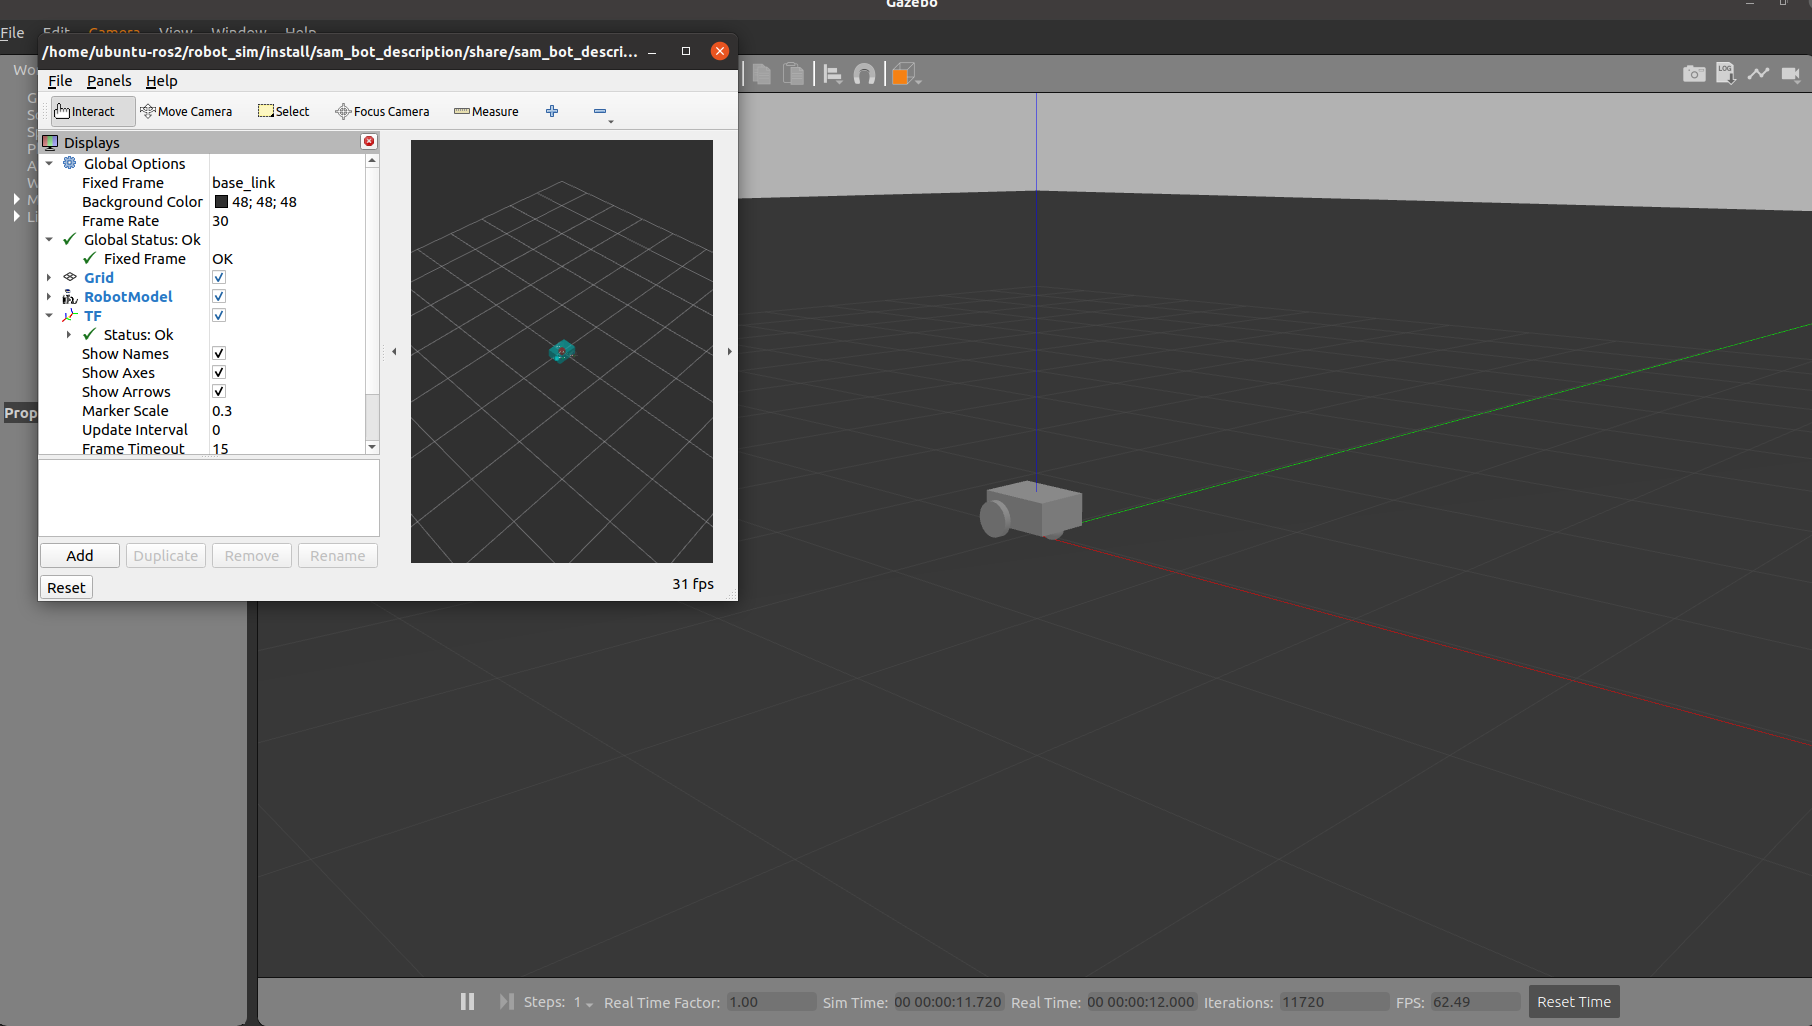 Gazebo
File Edit Camera View Window Help
/home/ubuntu-ros2/robot_sim/install/sam_bot_description/share/sam_bot_descri...
File Panels Help
Interact Move Camera Select Focus Camera Measure
LOG
Displays
Global Options
Fixed Frame base_link
Background Color 48; 48; 48
Frame Rate 30
Global Status: Ok
Fixed Frame OK
Grid
RobotModel
TF
Status: Ok
Show Names
Show Axes
Show Arrows
Marker Scale 0.3
Update Interval 0
Frame Timeout 15
Prop
Add Duplicate Remove Rename
Reset
31 fps
Steps: 1 Real Time Factor: 1.00 Sim Time: 00 00:00:11.720 Real Time: 00 00:00:12.000 Iterations: 11720 FPS: 62.49 Reset Time